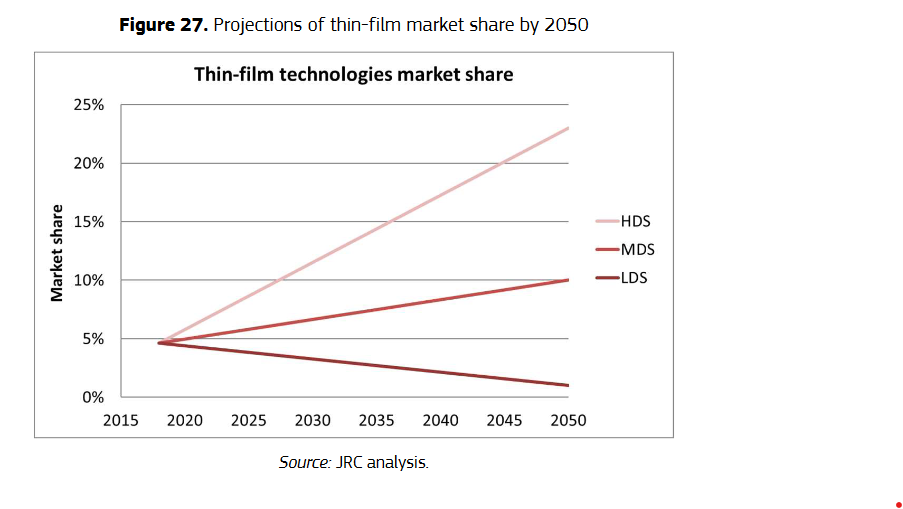 Figure 27. Projections of thin-film market share by 2050
Thin-film technologies market share
25%
20%
15%
10%
5%
0%
Market share
2015 2020 2025 2030 2035 2040 2045 2050
HDS
MDS
LDS
Source: JRC analysis.